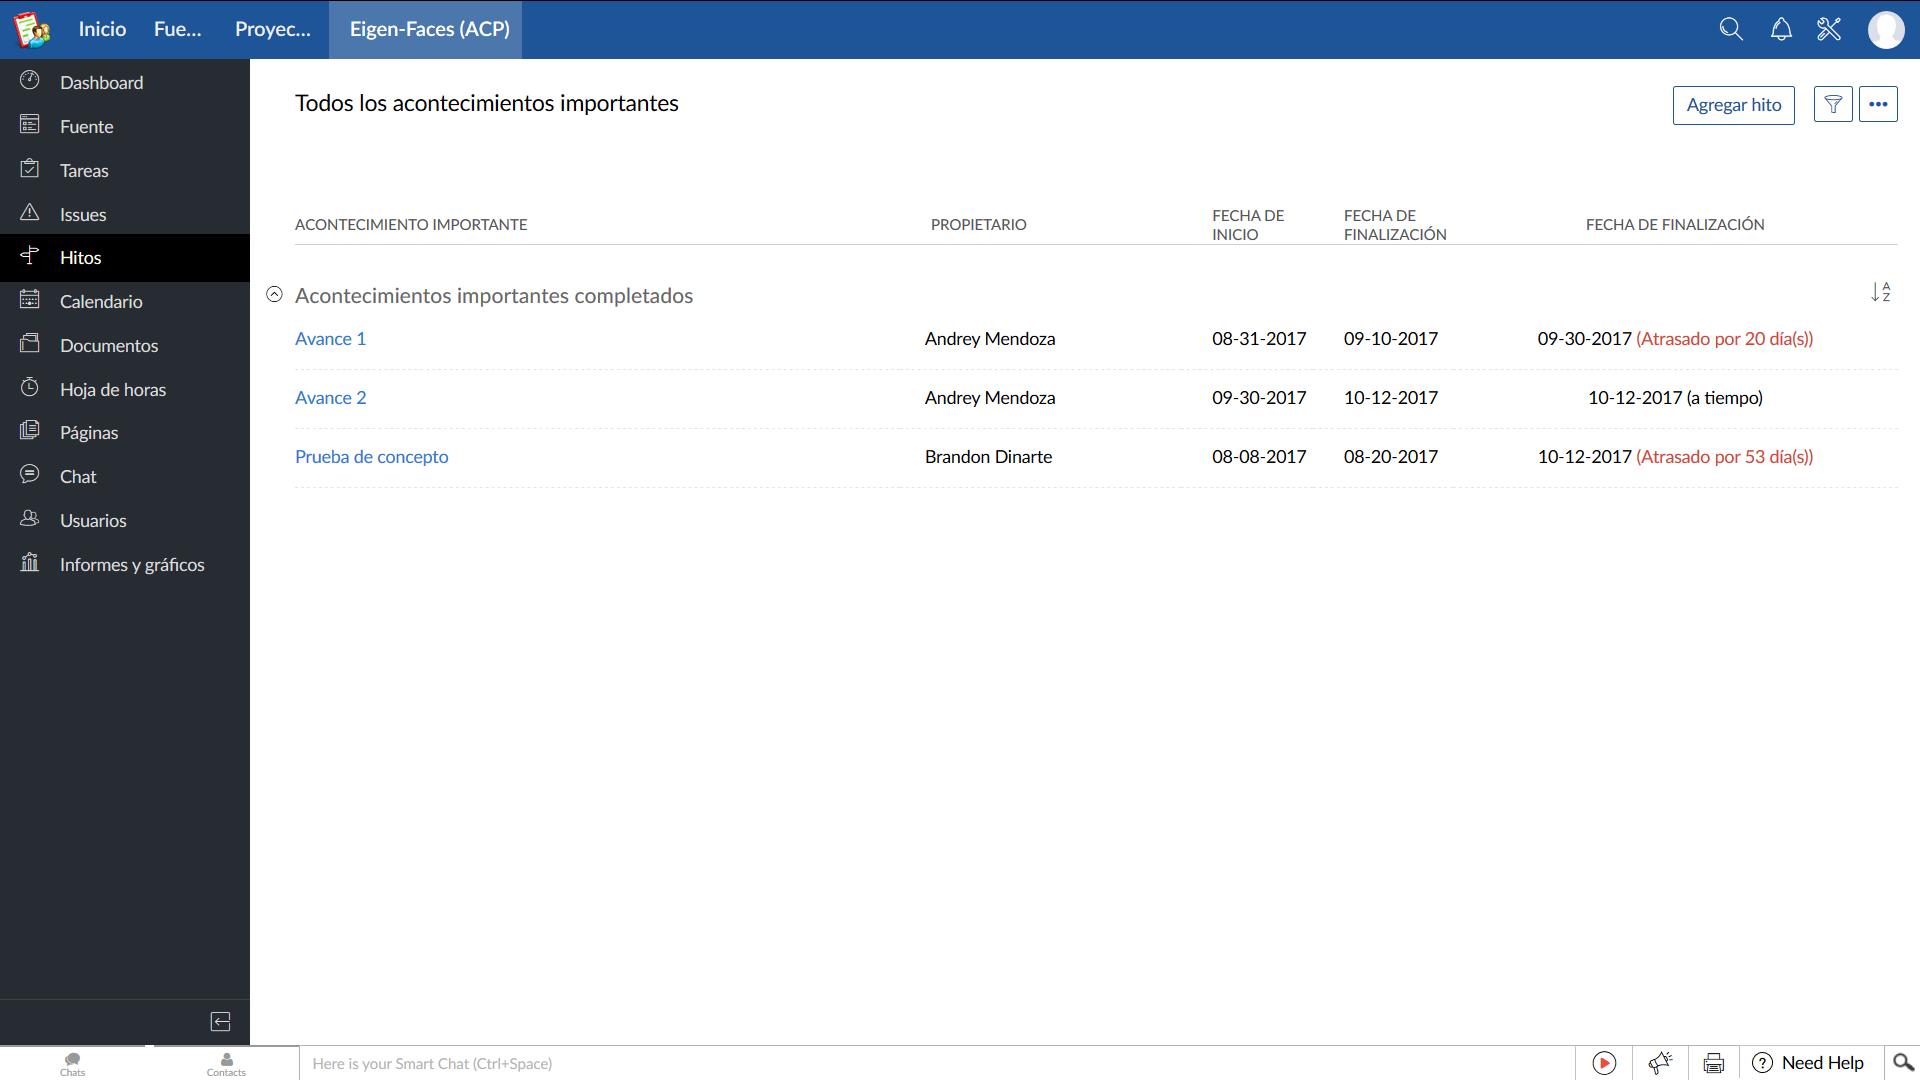 Inicio Fue... Proyec... Eigen-Faces (ACP)
Dashboard
Fuente
Tareas
Issues
Hitos
Calendario
Documentos
Hoja de horas
Páginas
Chat
Usuarios
Informes y gráficos
Todos los acontecimientos importantes
Agregar hito
ACONTECIMIENTO IMPORTANTE PROPIETARIO FECHA DE INICIO FECHA DE FINALIZACIÓN FECHA DE FINALIZACIÓN
Acontecimientos importantes completados
A
Z
Avance 1 Andrey Mendoza 08-31-2017 09-10-2017 09-30-2017 (Atrasado por 20 día(s))
Avance 2 Andrey Mendoza 09-30-2017 10-12-2017 10-12-2017 (a tiempo)
Prueba de concepto Brandon Dinarte 08-08-2017 08-20-2017 10-12-2017 (Atrasado por 53 día(s))
Chats
Contacts
Here is your Smart Chat (Ctrl+Space)
Need Help